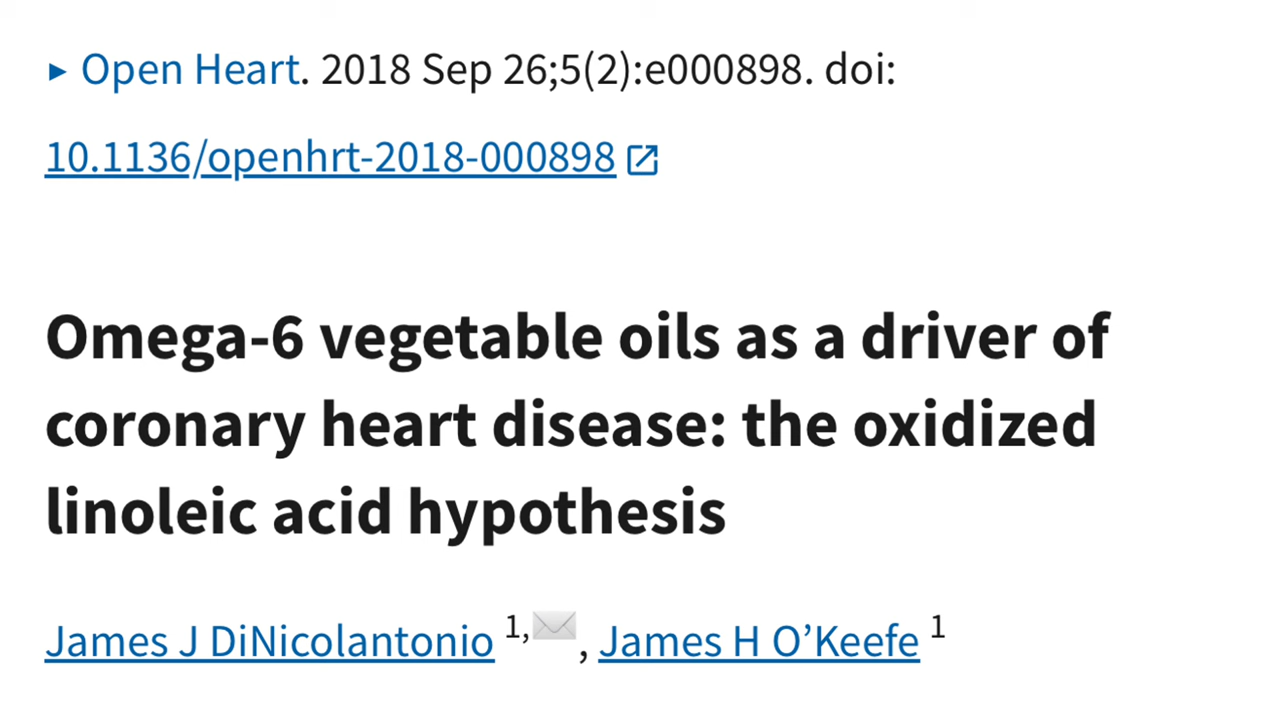 ▸ Open Heart. 2018 Sep 26;5(2):e000898. doi:
10.1136/openhrt-2018-000898
Omega-6 vegetable oils as a driver of
coronary heart disease: the oxidized
linoleic acid hypothesis
James J DiNicolantonio 1,✉, James H O’Keefe 1